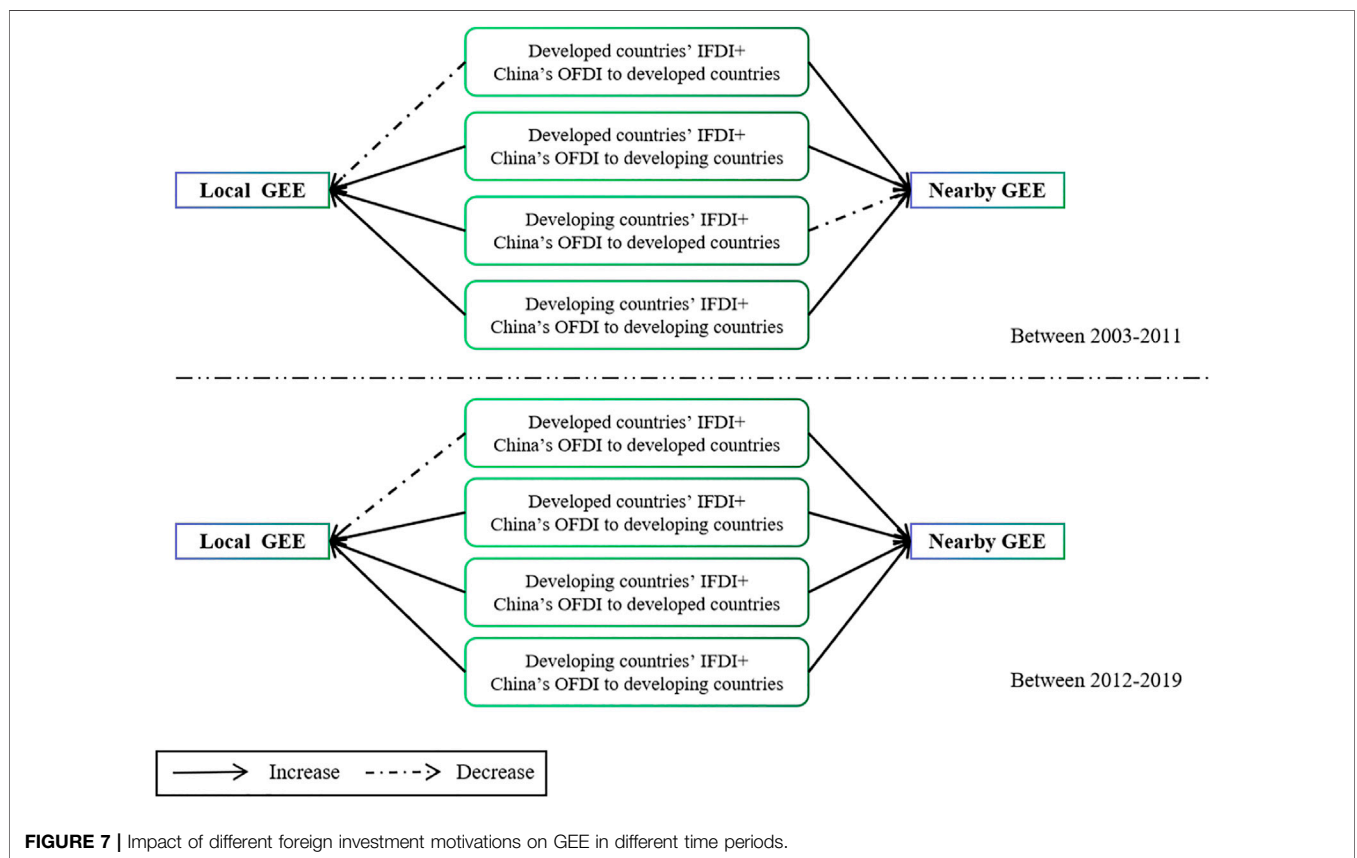 Developed countries’ IFDI+
China’s OFDI to developed countries
Developed countries’ IFDI+
China’s OFDI to developing countries
Local GEE
Nearby GEE
Developing countries’ IFDI+
China’s OFDI to developed countries
Developing countries’ IFDI+
China’s OFDI to developing countries
Between 2003-2011
Developed countries’ IFDI+
China’s OFDI to developed countries
Developed countries’ IFDI+
China’s OFDI to developing countries
Local GEE
Nearby GEE
Developing countries’ IFDI+
China’s OFDI to developed countries
Developing countries’ IFDI+
China’s OFDI to developing countries
Between 2012-2019
Increase
Decrease
FIGURE 7 | Impact of different foreign investment motivations on GEE in different time periods.